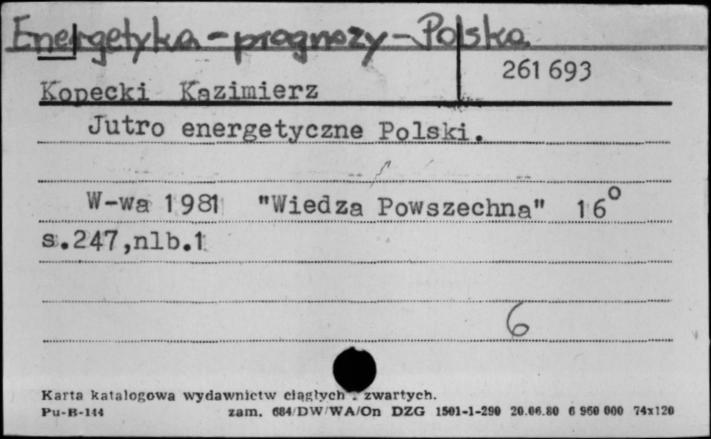 Energetyka - prognozy - Polska
261 693
Kopecki Kazimierz
Jutro energetyczne Polski.
W-wa 1981 "Wiedza Powszechna" 16°
s.247,nlb.1
6
Karta katalogowa wydawnictw ciągłych i zwartych.
Pu-B-144 zam. 684/DW/WA/On DZG 1501-1-290 20.06.80 6 960 000 74x120